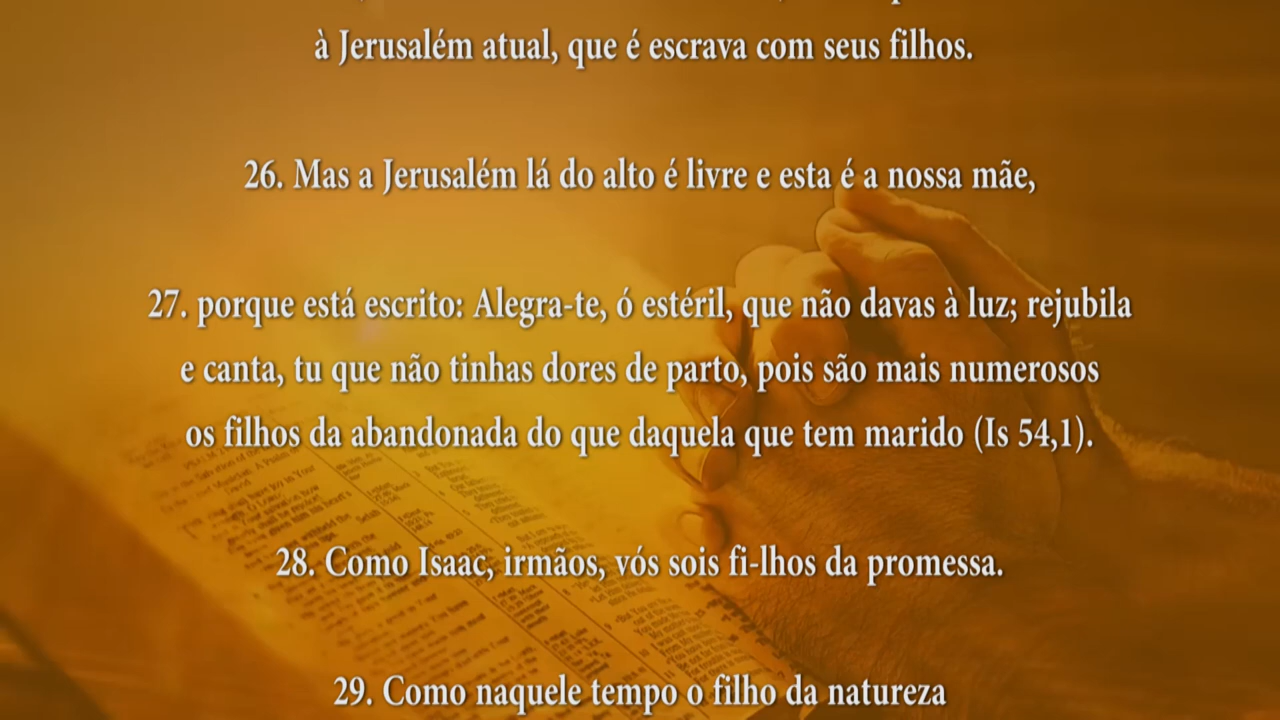 à Jerusalém atual, que é escrava com seus filhos.
26. Mas a Jerusalém lá do alto é livre e esta é a nossa mãe,
27. porque está escrito: Alegra-te, ó estéril, que não davas à luz; rejubila
e canta, tu que não tinhas dores de parto, pois são mais numerosos
os filhos da abandonada do que daquela que tem marido (Is 54,1).
28. Como Isaac, irmãos, vós sois fi-lhos da promessa.
29. Como naquele tempo o filho da natureza